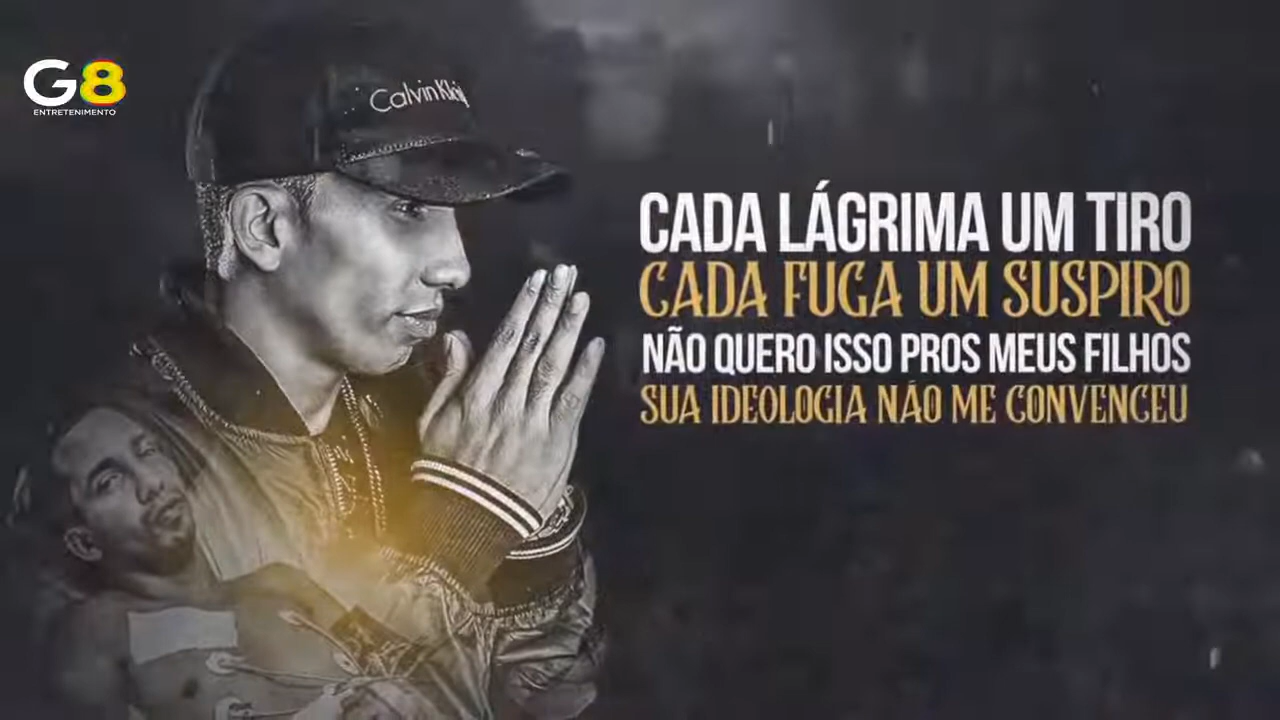 G8
ENTRETENIMENTO
Calvin Klei
CADA LÁGRIMA UM TIRO
CADA FUGA UM SUSPIRO
NÃO QUERO ISSO PROS MEUS FILHOS
SUA IDEOLOGIA NÃO ME CONVENCEU